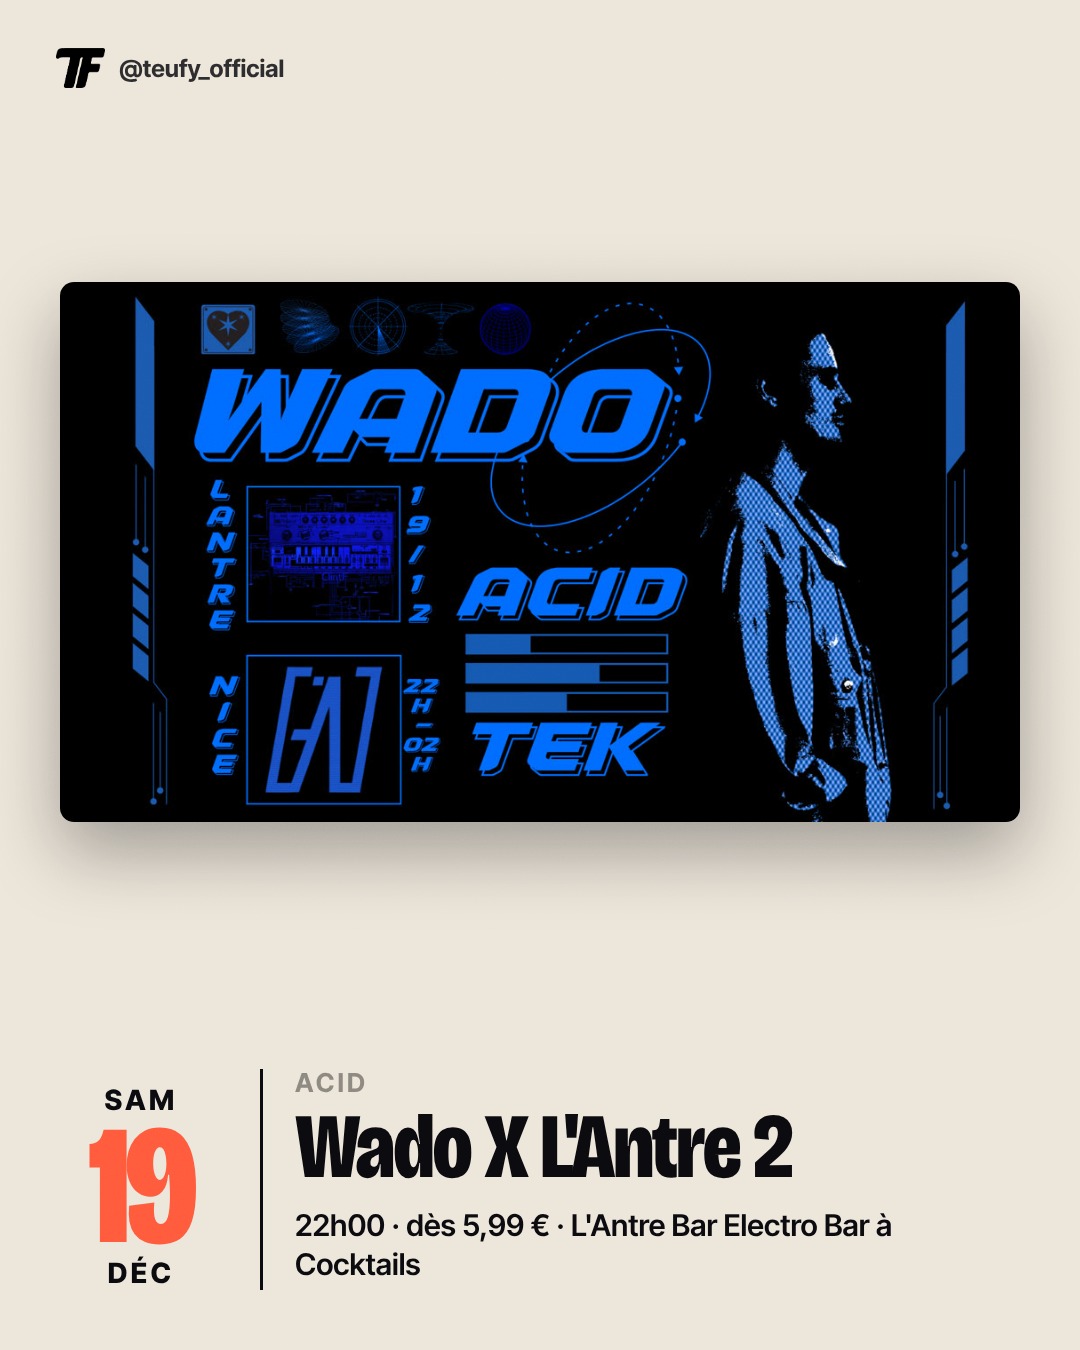 TF @teufy_official
WADO
LANTRE
19/12
ACID
NICE
22H-02H
TEK
SAM
19
DÉC
ACID
Wado X L'Antre 2
22h00 · dès 5,99 € · L'Antre Bar Electro Bar à
Cocktails